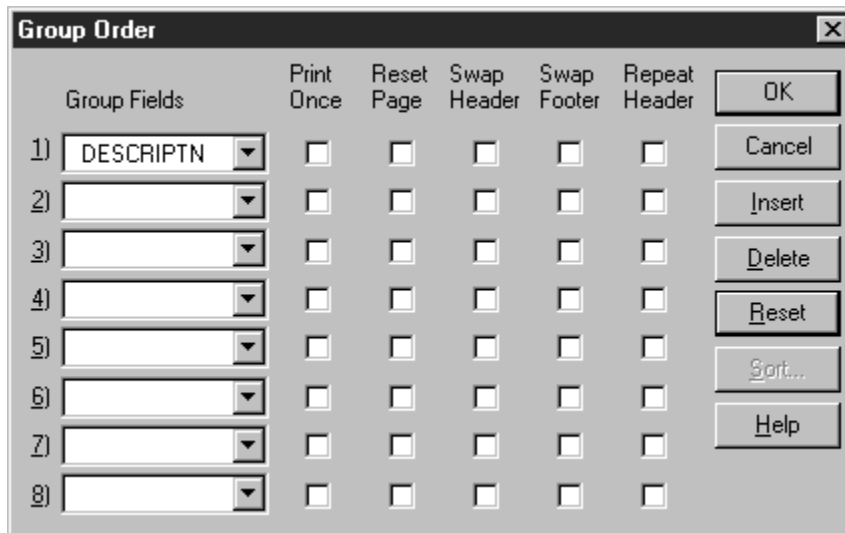 Group Order
Print Reset Swap Swap Repeat
Group Fields Once Page Header Footer Header
OK
1) DESCRIPTN
Cancel
2)
Insert
3)
Delete
4)
Reset
5)
Sort...
6)
Help
7)
8)